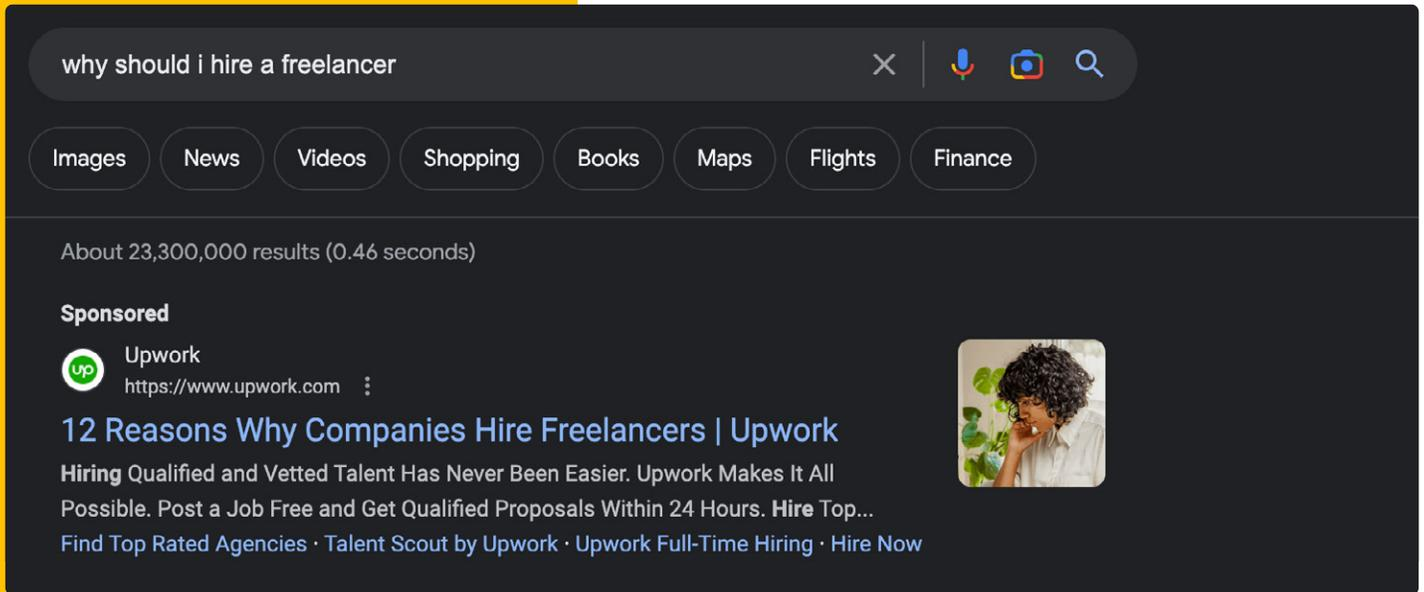 why should i hire a freelancer
Images News Videos Shopping Books Maps Flights Finance
About 23,300,000 results (0.46 seconds)
Sponsored
up
Upwork
https://www.upwork.com
12 Reasons Why Companies Hire Freelancers | Upwork
Hiring Qualified and Vetted Talent Has Never Been Easier. Upwork Makes It All
Possible. Post a Job Free and Get Qualified Proposals Within 24 Hours. Hire Top...
Find Top Rated Agencies · Talent Scout by Upwork · Upwork Full-Time Hiring · Hire Now